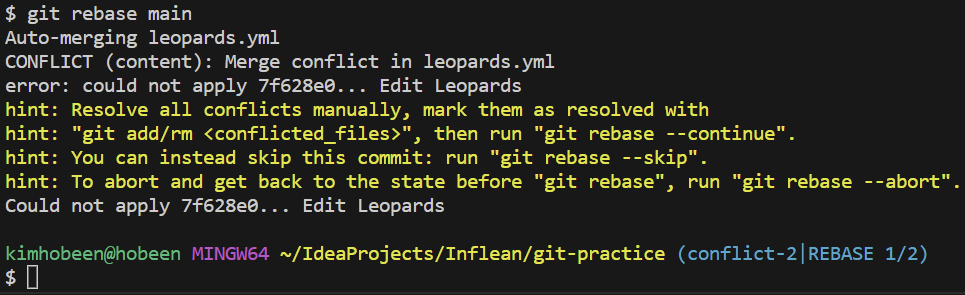 $ git rebase main
Auto-merging leopards.yml
CONFLICT (content): Merge conflict in leopards.yml
error: could not apply 7f628e0... Edit Leopards
hint: Resolve all conflicts manually, mark them as resolved with
hint: "git add/rm <conflicted_files>", then run "git rebase --continue".
hint: You can instead skip this commit: run "git rebase --skip".
hint: To abort and get back to the state before "git rebase", run "git rebase --abort".
Could not apply 7f628e0... Edit Leopards
kimhobeen@hobeen MINGW64 ~/IdeaProjects/Inflean/git-practice (conflict-2|REBASE 1/2)
$